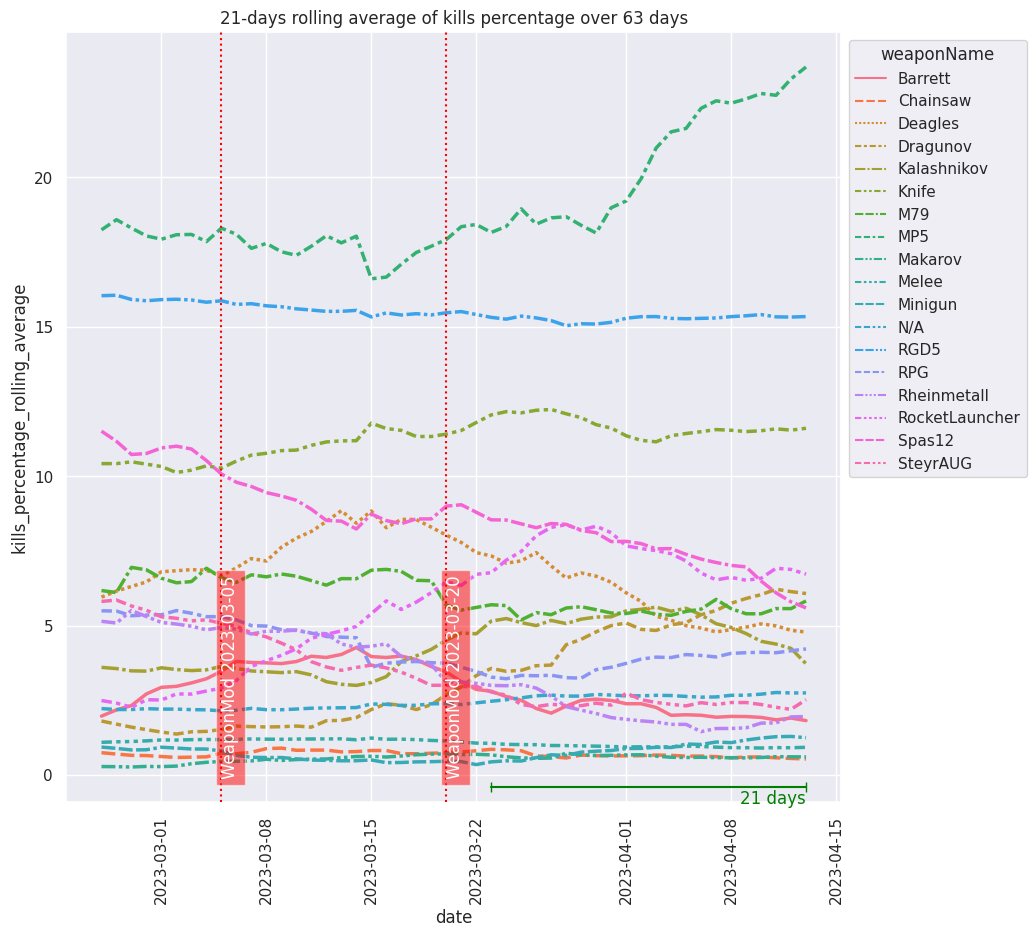 21-days rolling average of kills percentage over 63 days
weaponName
Barrett
Chainsaw
Deagles
Dragunov
Kalashnikov
Knife
M79
MP5
Makarov
Melee
Minigun
N/A
RGD5
RPG
Rheinmetall
RocketLauncher
Spas12
SteyrAUG
kills_percentage_rolling_average
20
15
10
5
0
WeaponMod 2023-03-05
WeaponMod 2023-03-20
21 days
2023-03-01
2023-03-08
2023-03-15
2023-03-22
2023-04-01
2023-04-08
2023-04-15
date